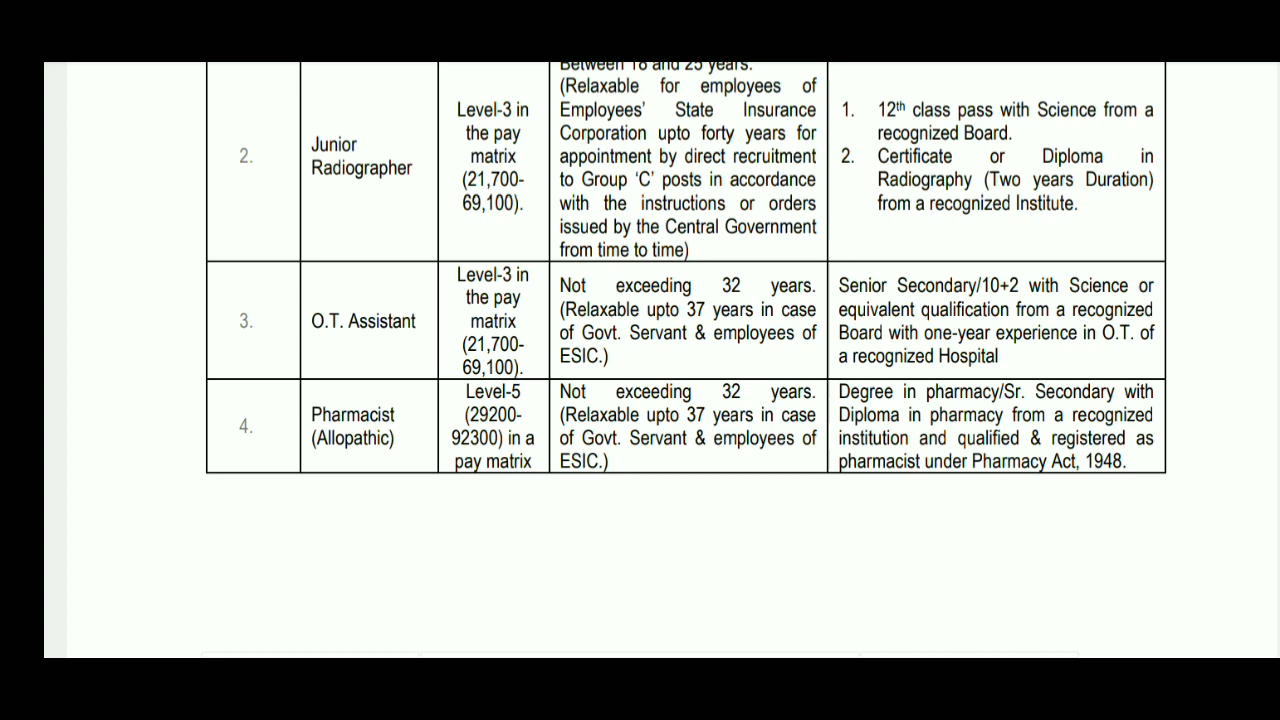 Between 18 and 25 years.
(Relaxable for employees of
Employees' State Insurance
Corporation upto forty years for
appointment by direct recruitment
to Group 'C' posts in accordance
with the instructions or orders
issued by the Central Government
from time to time)
2.
Junior
Radiographer
Level-3 in
the pay
matrix
(21,700-
69,100).
1. 12th class pass with Science from a
recognized Board.
2. Certificate or Diploma in
Radiography (Two years Duration)
from a recognized Institute.
3.
O.T. Assistant
Level-3 in
the pay
matrix
(21,700-
69,100).
Not exceeding 32 years.
(Relaxable upto 37 years in case
of Govt. Servant & employees of
ESIC.)
Senior Secondary/10+2 with Science or
equivalent qualification from a recognized
Board with one-year experience in O.T. of
a recognized Hospital
4.
Pharmacist
(Allopathic)
Level-5
(29200-
92300) in a
pay matrix
Not exceeding 32 years.
(Relaxable upto 37 years in case
of Govt. Servant & employees of
ESIC.)
Degree in pharmacy/Sr. Secondary with
Diploma in pharmacy from a recognized
institution and qualified & registered as
pharmacist under Pharmacy Act, 1948.